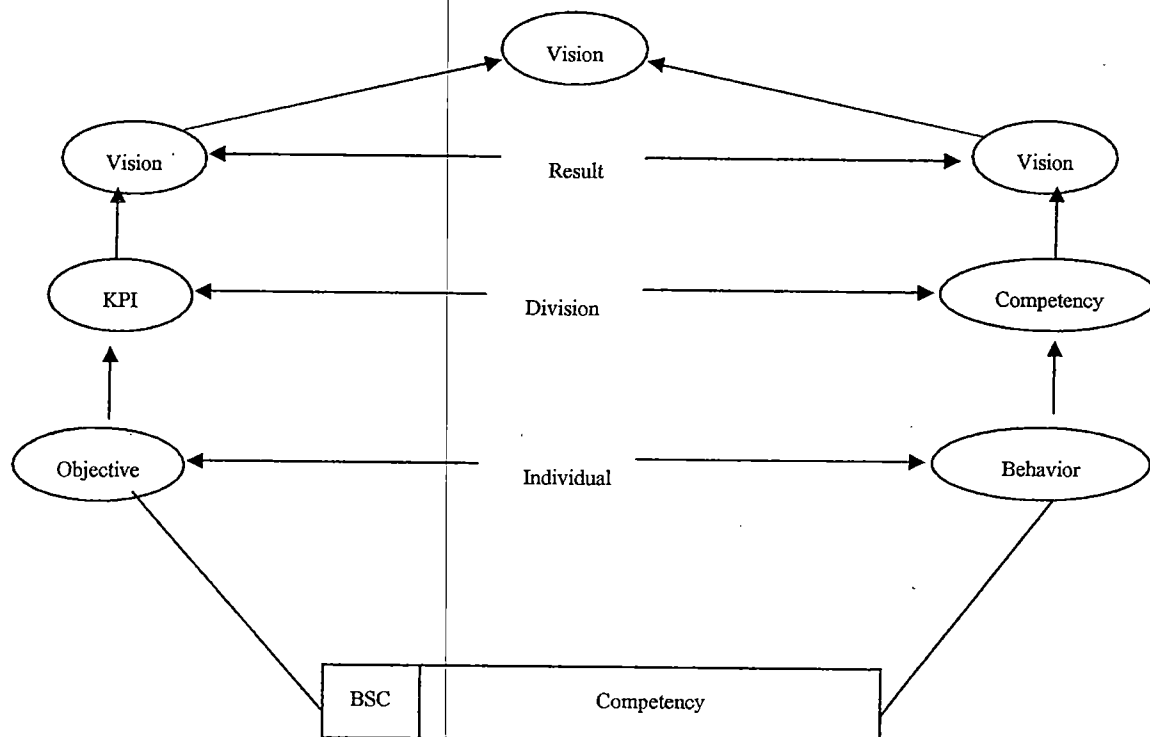 Vision
Vision
Result
Vision
KPI
Division
Competency
Objective
Individual
Behavior
BSC
Competency